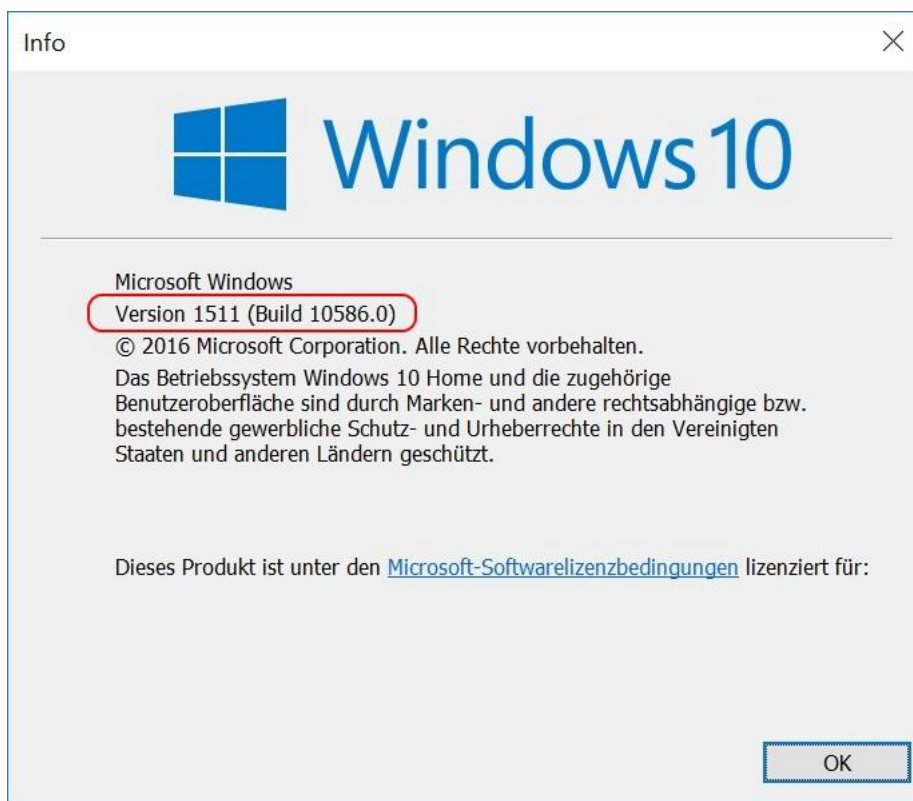 Info
Windows 10
Microsoft Windows
Version 1511 (Build 10586.0)
© 2016 Microsoft Corporation. Alle Rechte vorbehalten.
Das Betriebssystem Windows 10 Home und die zugehörige
Benutzeroberfläche sind durch Marken- und andere rechtsabhängige bzw.
bestehende gewerbliche Schutz- und Urheberrechte in den Vereinigten
Staaten und anderen Ländern geschützt.
Dieses Produkt ist unter den Microsoft-Softwarelizenzbedingungen lizenziert für:
OK